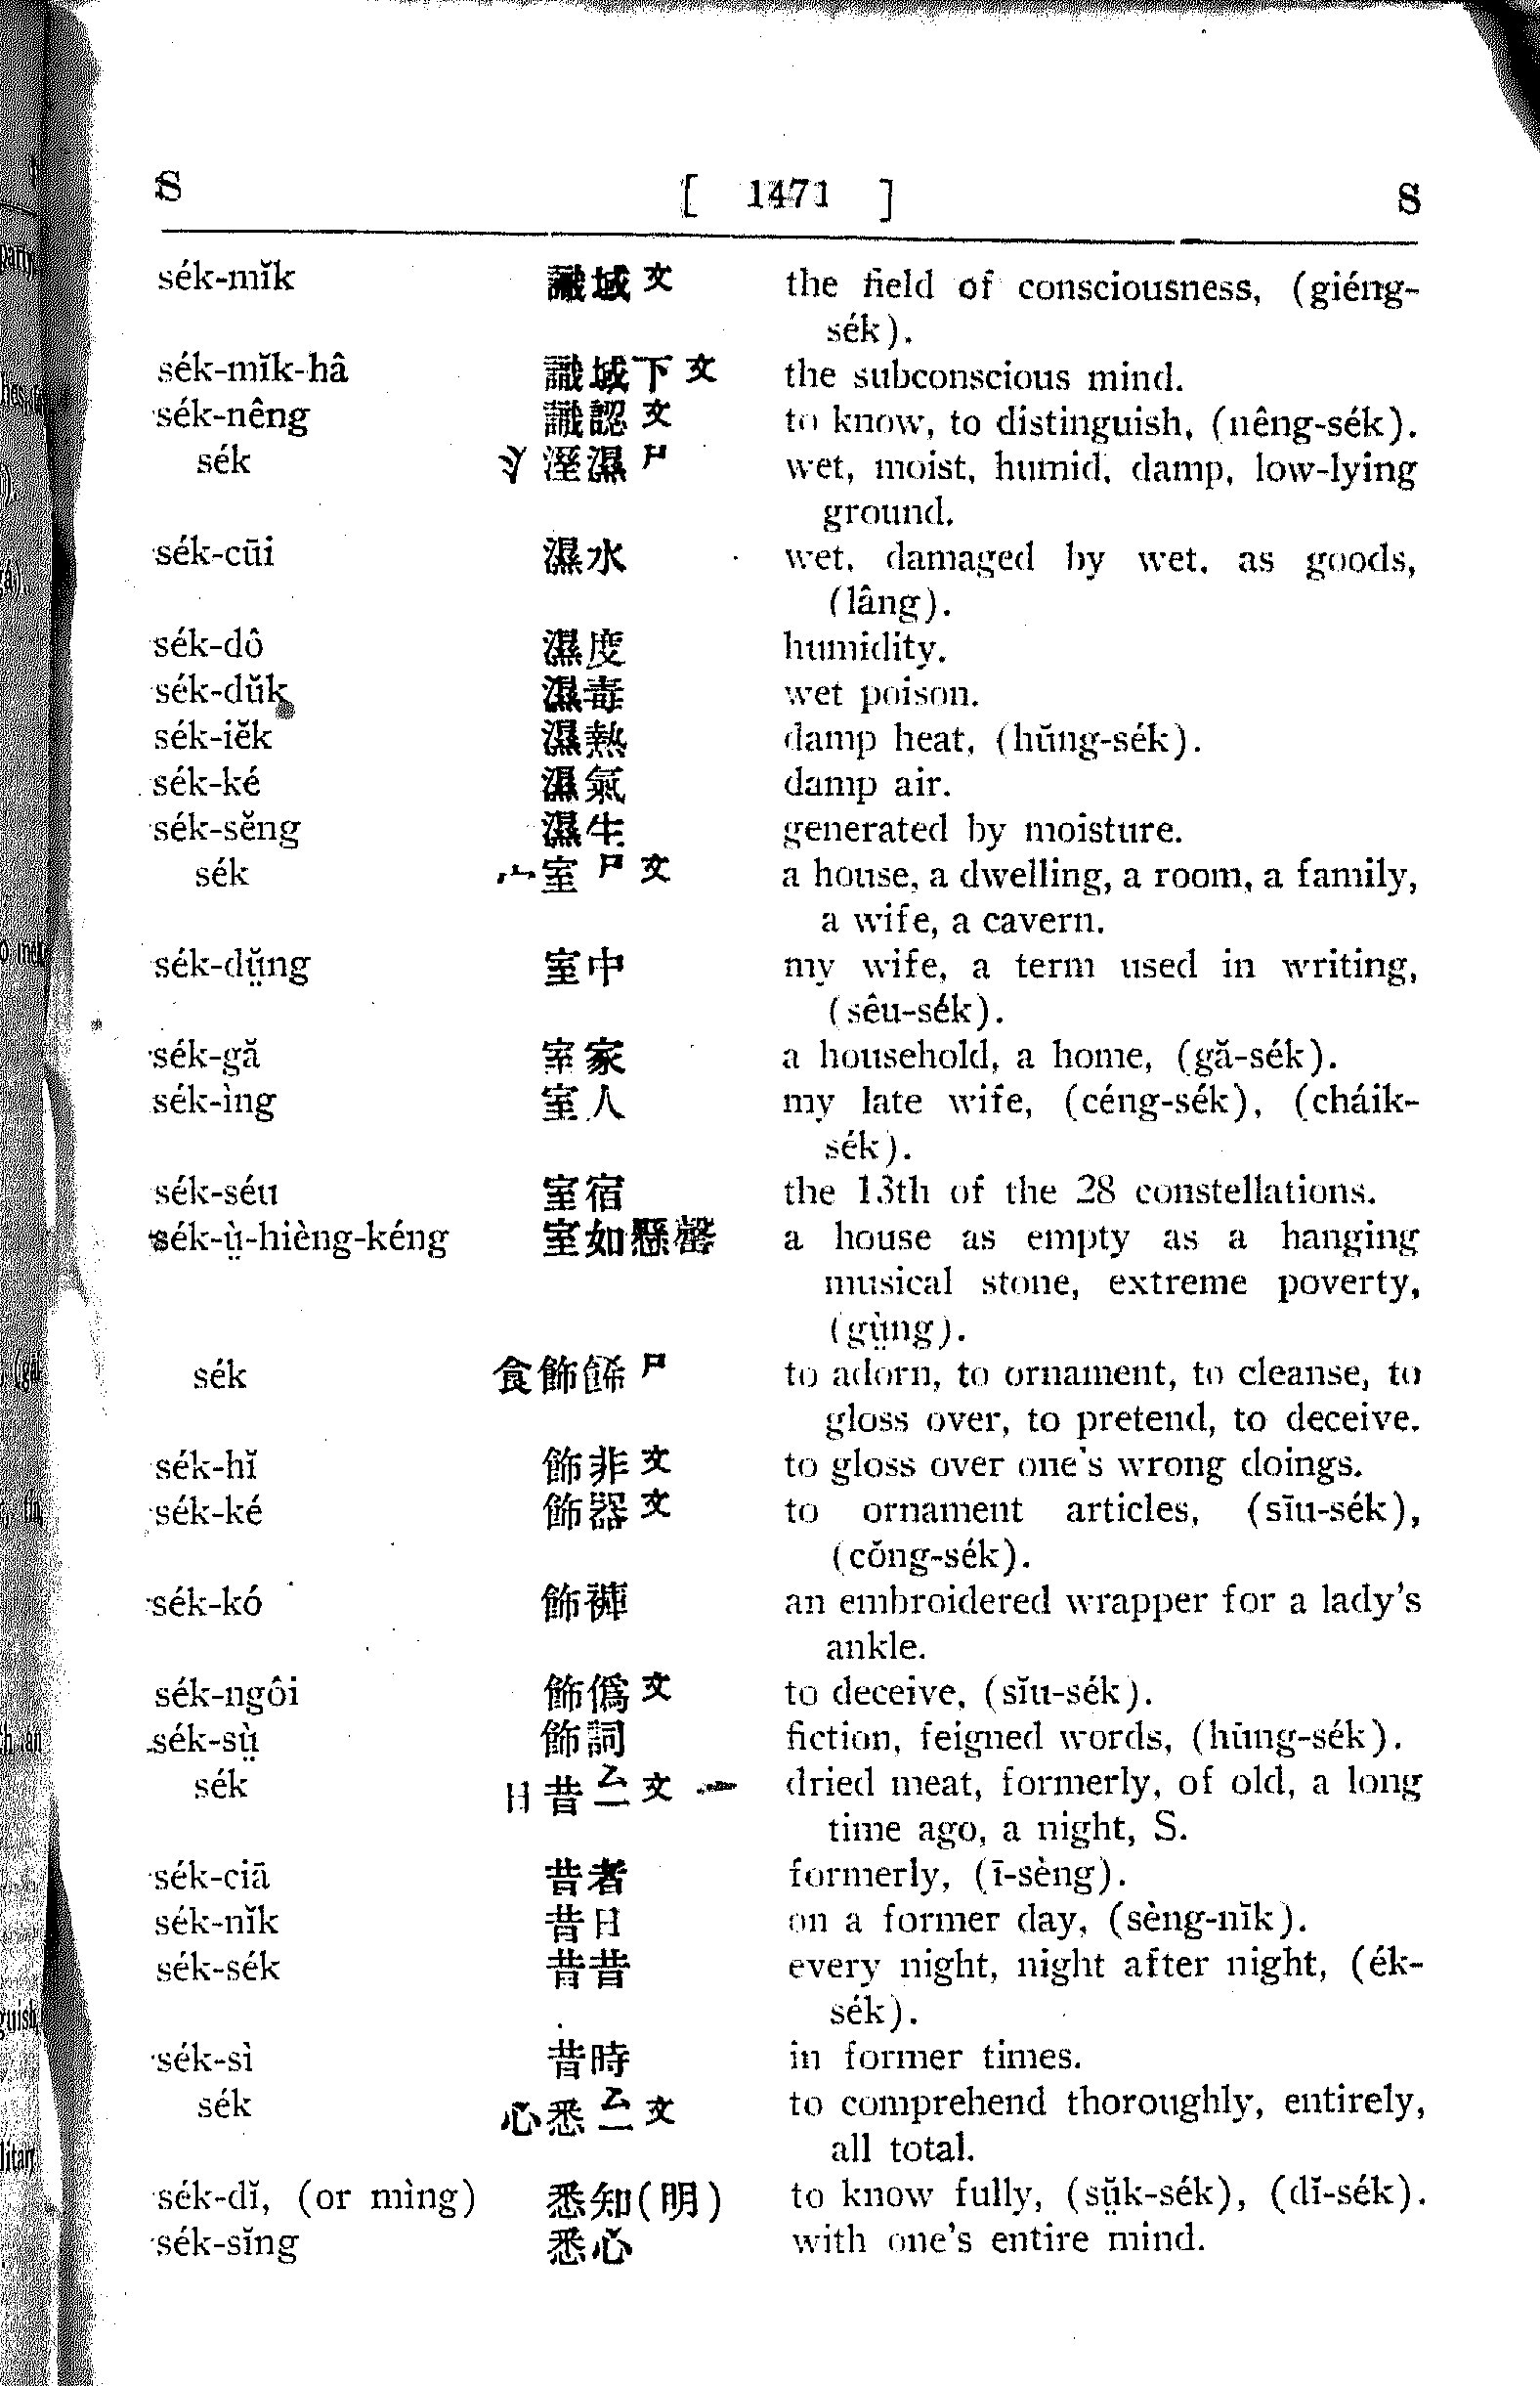 S [ 1471 ] S
sék-mĭk 識域文 the field of consciousness, (giéng-
sék).
sék-mĭk-hâ 識域下文 the subconscious mind.
sék-nêng 識認文 to know, to distinguish, (nêng-sék).
sék 氵溼濕尸 wet, moist, humid, damp, low-lying
ground.
sék-cūi 濕水 wet, damaged by wet, as goods,
(lâng).
sék-dô 濕度 humidity.
sék-dŭk 濕毒 wet poison.
sék-iĕk 濕熱 damp heat, (hŭng-sék).
sék-ké 濕氣 damp air.
sék-sĕng 濕生 generated by moisture.
sék 宀室尸文 a house, a dwelling, a room, a family,
a wife, a cavern.
sék-dṳ̆ng 室中 my wife, a term used in writing,
(sêu-sék).
sék-gă 室家 a household, a home, (gă-sék).
sék-ìng 室人 my late wife, (céng-sék), (cháik-
sék).
sék-séu 室宿 the 13th of the 28 constellations.
sék-ṳ̀-hièng-kéng 室如懸罄 a house as empty as a hanging
musical stone, extreme poverty,
(gṳ̀ng).
sék 食飾餙尸 to adorn, to ornament, to cleanse, to
gloss over, to pretend, to deceive.
sék-hĭ 飾非文 to gloss over one's wrong doings.
sék-ké 飾器文 to ornament articles, (sīu-sék),
(cŏng-sék).
sék-kó 飾褲 an embroidered wrapper for a lady's
ankle.
sék-ngôi 飾僞文 to deceive, (sĭu-sék).
sék-sṳ̀ 飾詞 fiction, feigned words, (hŭng-sék).
sék 日昔厶文一 dried meat, formerly, of old, a long
time ago, a night, S.
sék-ciā 昔者 formerly, (ī-sèng).
sék-nĭk 昔日 on a former day, (sèng-nĭk).
sék-sék 昔昔 every night, night after night, (ék-
sék).
sék-sì 昔時 in former times.
sék 心悉厶文 to comprehend thoroughly, entirely,
all total.
sék-dĭ, (or mìng) 悉知(明) to know fully, (sṳ̆k-sék), (dĭ-sék).
sék-sĭng 悉心 with one's entire mind.